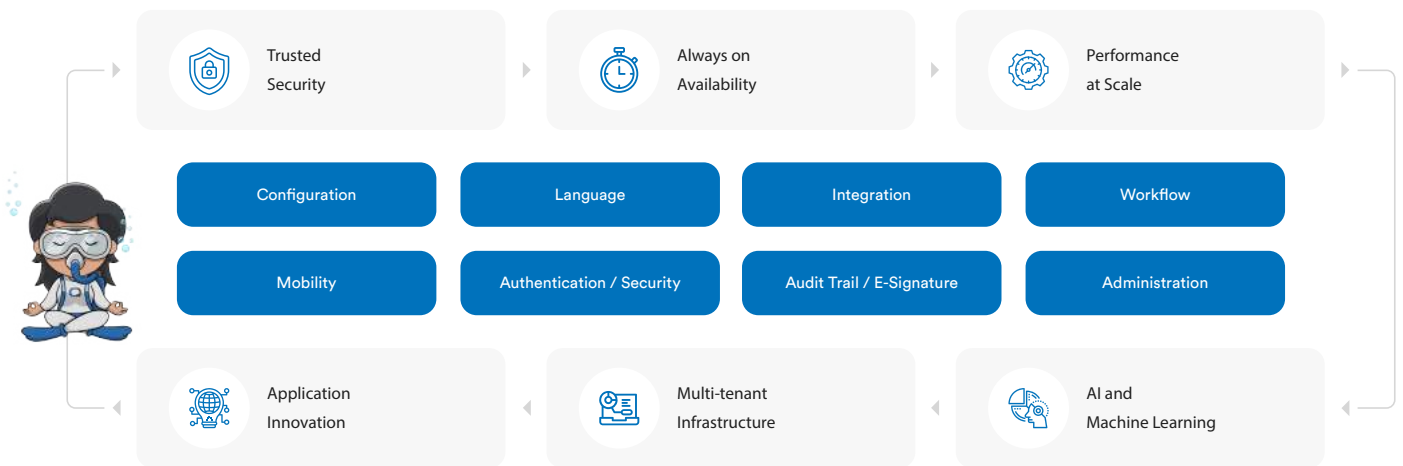 Trusted
Security
Always on
Availability
Performance
at Scale
Configuration
Language
Integration
Workflow
Mobility
Authentication / Security
Audit Trail / E-Signature
Administration
Application
Innovation
Multi-tenant
Infrastructure
AI and
Machine Learning